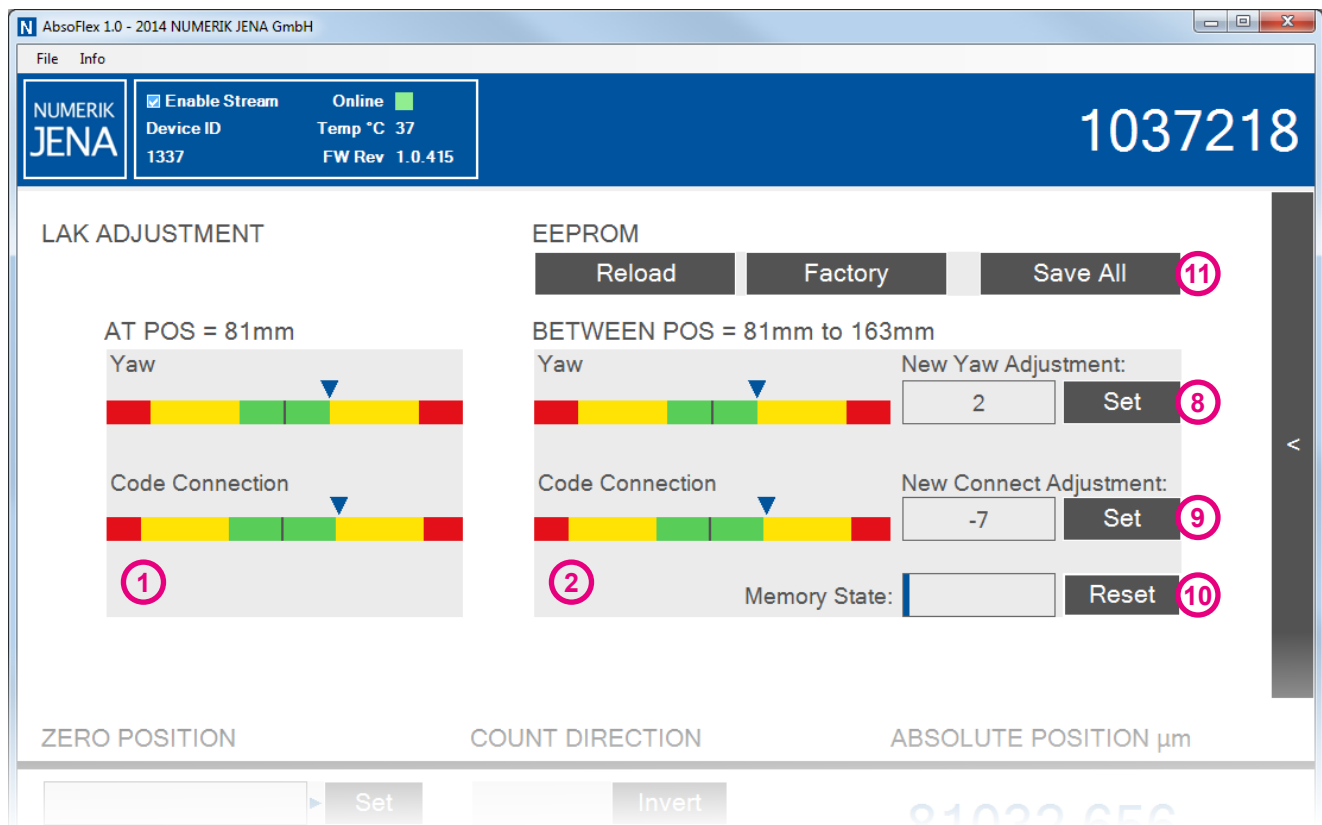 N AbsoFlex 1.0 - 2014 NUMERIK JENA GmbH
File Info
NUMERIK
JENA
Enable Stream Online
Device ID Temp °C 37
1337 FW Rev 1.0.415
1037218
LAK ADJUSTMENT
EEPROM
Reload Factory Save All 11
AT POS = 81mm
Yaw
Code Connection
1
BETWEEN POS = 81mm to 163mm
Yaw New Yaw Adjustment:
2 Set 8
Code Connection New Connect Adjustment:
-7 Set 9
2 Memory State: Reset 10
<
ZERO POSITION COUNT DIRECTION ABSOLUTE POSITION µm
Set Invert 81032,656